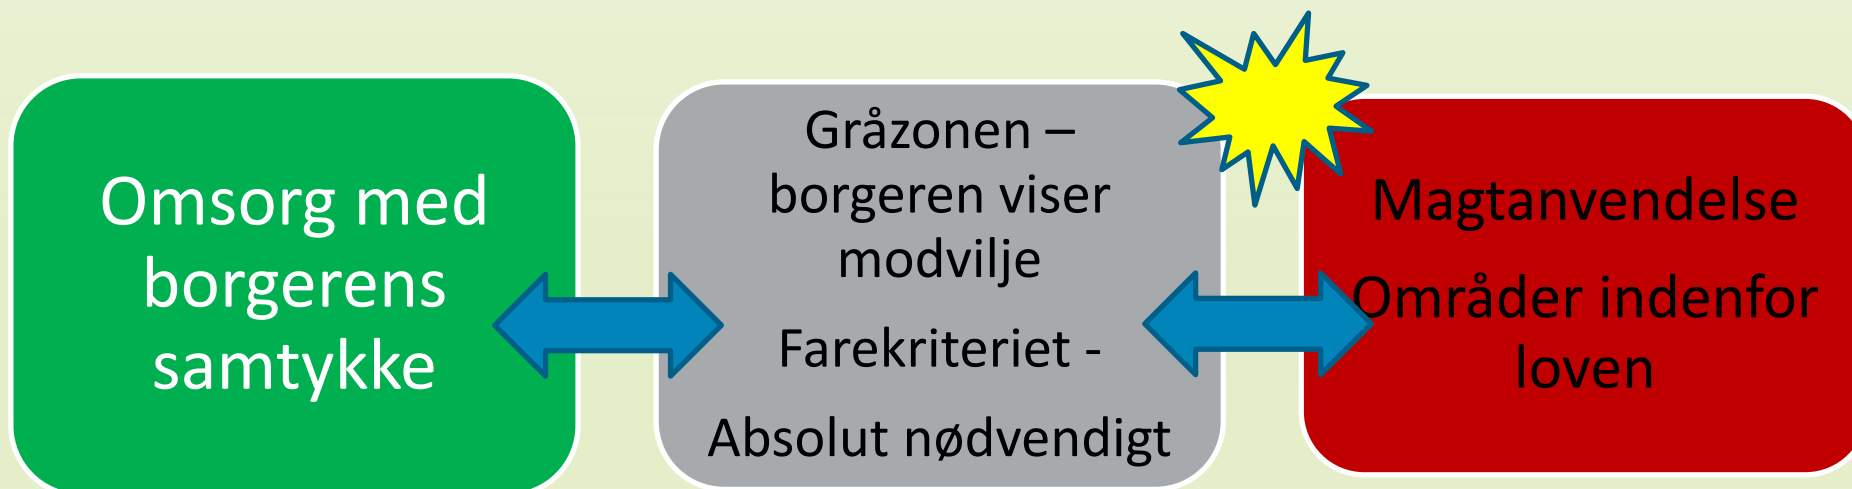 Omsorg med
borgerens
samtykke
Gråzonen –
borgeren viser
modvilje
Farekriteriet -
Absolut nødvendigt
Magtanvendelse
Områder indenfor
loven